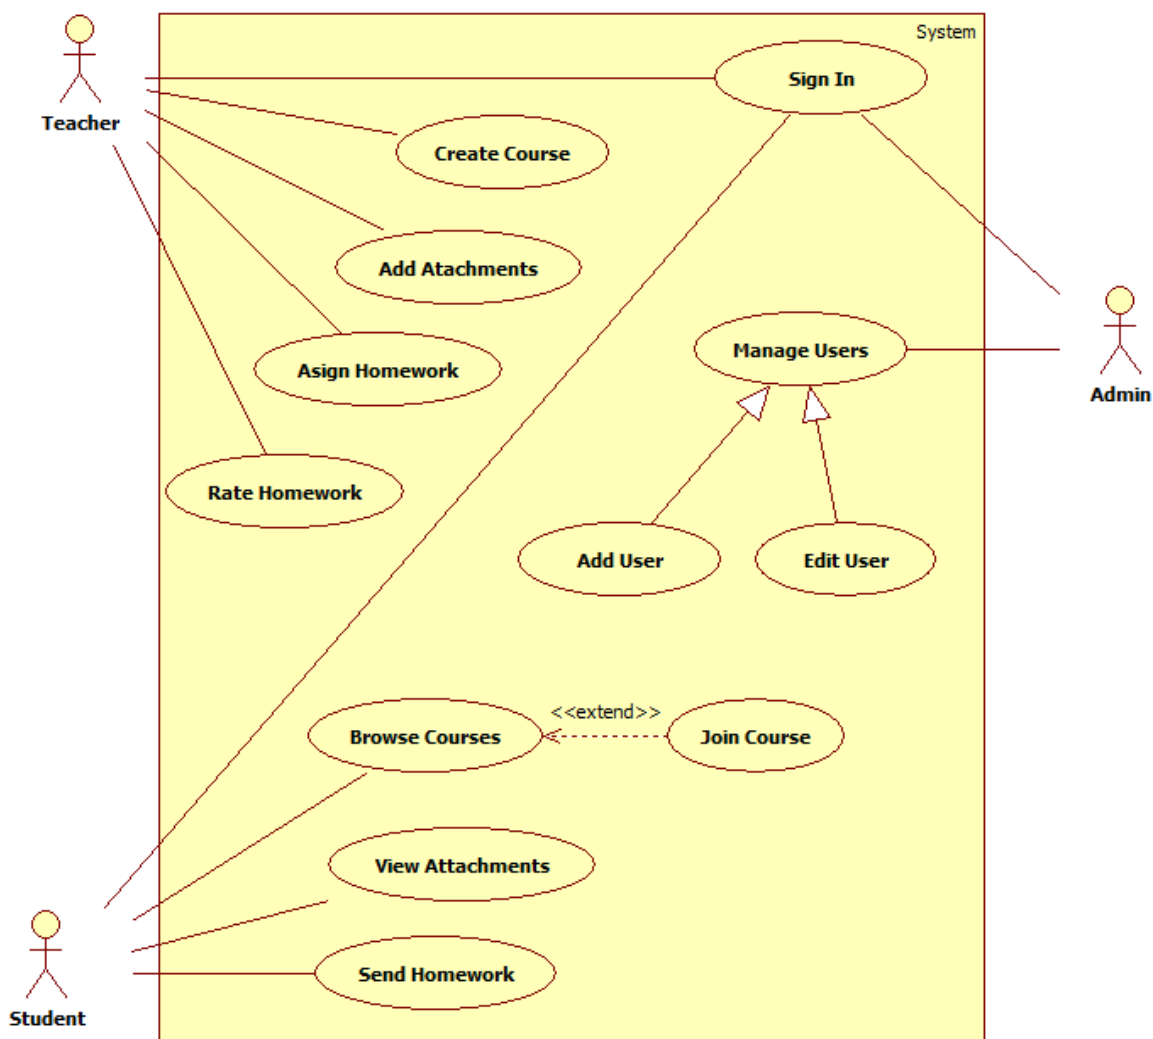 System
Sign In
Teacher
Create Course
Add Atachments
Asign Homework
Manage Users
Admin
Rate Homework
Add User
Edit User
<<extend>>
Browse Courses
Join Course
View Attachments
Send Homework
Student